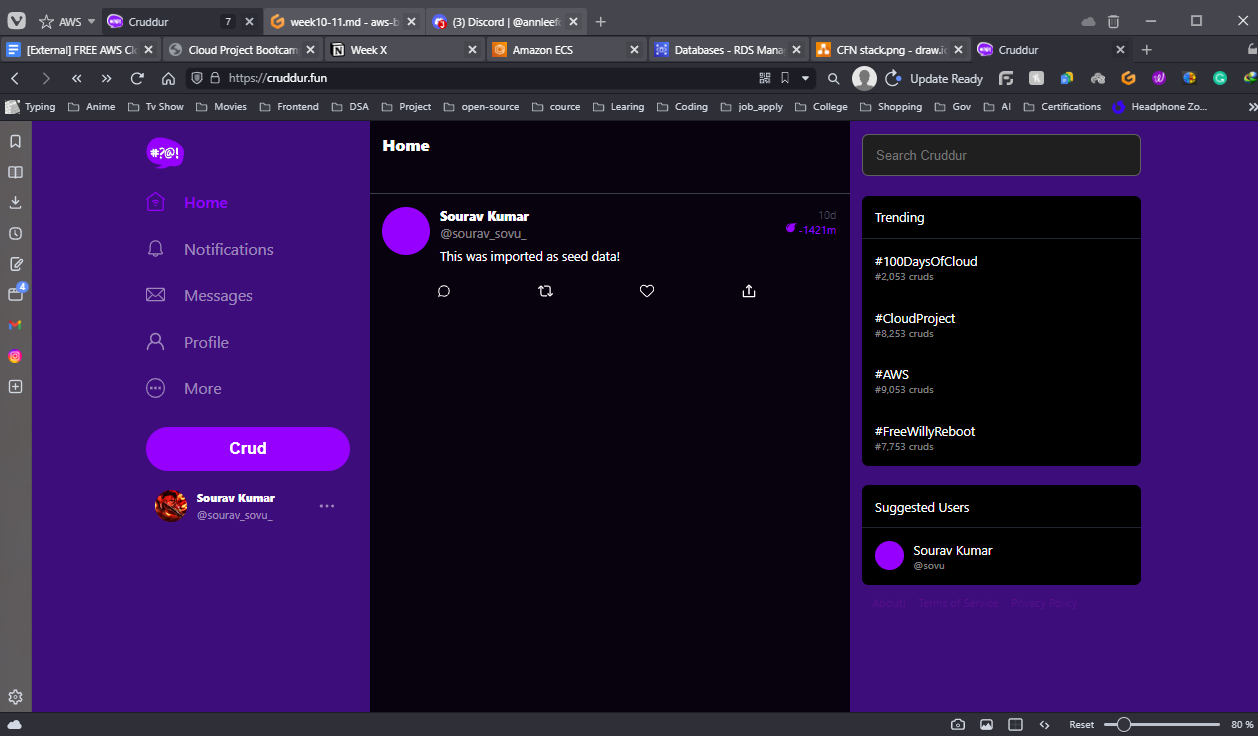 AWS
Cruddur
7
week10-11.md - aws-b
(3) Discord | @annleefo
[External] FREE AWS Cl
Cloud Project Bootcam
Week X
Amazon ECS
Databases - RDS Mana
CFN stack.png - draw.io
Cruddur
https://cruddur.fun
Update Ready
Typing
Anime
Tv Show
Movies
Frontend
DSA
Project
open-source
cource
Learing
Coding
job_apply
College
Shopping
Gov
AI
Certifications
Headphone Zo...
4
#?@!
Home
Notifications
Messages
Profile
More
Crud
Sourav Kumar
@sourav_sovu_
Home
Sourav Kumar
10d
@sourav_sovu_
-1421m
This was imported as seed data!
Search Cruddur
Trending
#100DaysOfCloud
#2,053 cruds
#CloudProject
#8,253 cruds
#AWS
#9,053 cruds
#FreeWillyReboot
#7,753 cruds
Suggested Users
Sourav Kumar
@sovu
About!
Terms of Service
Privacy Policy
Reset
80 %